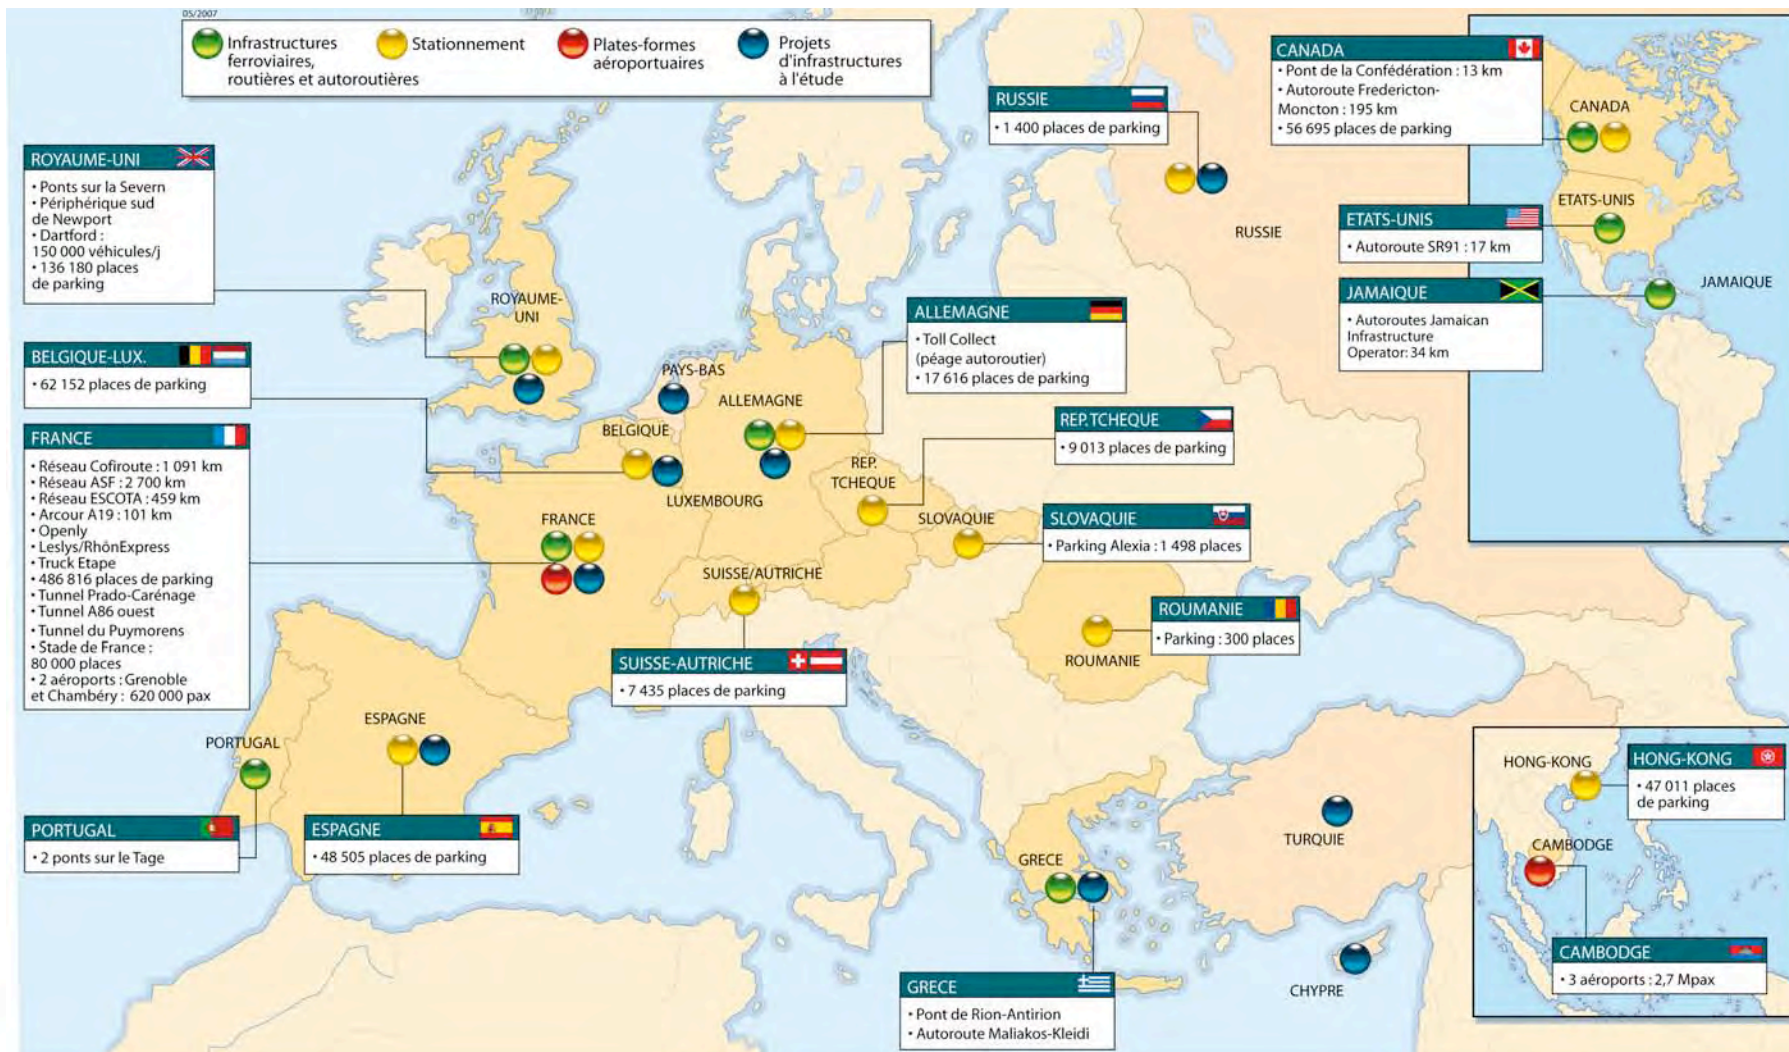 05/2007
Infrastructures
ferroviaires,
routières et autoroutières
Stationnement
Plates-formes
aéroportuaires
Projets
d'infrastructures
à l'étude
ROYAUME-UNI
• Ponts sur la Severn
• Périphérique sud
de Newport
• Dartford :
150 000 véhicules/j
• 136 180 places
de parking
BELGIQUE-LUX.
• 62 152 places de parking
FRANCE
• Réseau Cofiroute : 1 091 km
• Réseau ASF : 2 700 km
• Réseau ESCOTA : 459 km
• Arcour A19 : 101 km
• Openly
• Leslys/RhônExpress
• Truck Etape
• 486 816 places de parking
• Tunnel Prado-Carénage
• Tunnel A86 ouest
• Tunnel du Puymorens
• Stade de France :
80 000 places
• 2 aéroports : Grenoble
et Chambéry : 620 000 pax
PORTUGAL
• 2 ponts sur le Tage
ESPAGNE
• 48 505 places de parking
SUISSE-AUTRICHE
• 7 435 places de parking
ALLEMAGNE
• Toll Collect
(péage autoroutier)
• 17 616 places de parking
RUSSIE
• 1 400 places de parking
REP.TCHEQUE
• 9 013 places de parking
SLOVAQUIE
• Parking Alexia : 1 498 places
ROUMANIE
• Parking : 300 places
GRECE
• Pont de Rion-Antirion
• Autoroute Maliakos-Kleidi
CANADA
• Pont de la Confédération : 13 km
• Autoroute Fredericton-
Moncton : 195 km
• 56 695 places de parking
ETATS-UNIS
• Autoroute SR91 : 17 km
JAMAIQUE
• Autoroutes Jamaican
Infrastructure
Operator: 34 km
HONG-KONG
• 47 011 places
de parking
CAMBODGE
• 3 aéroports : 2,7 Mpax
ROYAUME-
UNI
PAYS-BAS
ALLEMAGNE
BELGIQUE
LUXEMBOURG
REP.
TCHEQUE
SLOVAQUIE
FRANCE
SUISSE/AUTRICHE
ROUMANIE
ESPAGNE
PORTUGAL
GRECE
TURQUIE
CHYPRE
RUSSIE
CANADA
ETATS-UNIS
JAMAIQUE
HONG-KONG
CAMBODGE